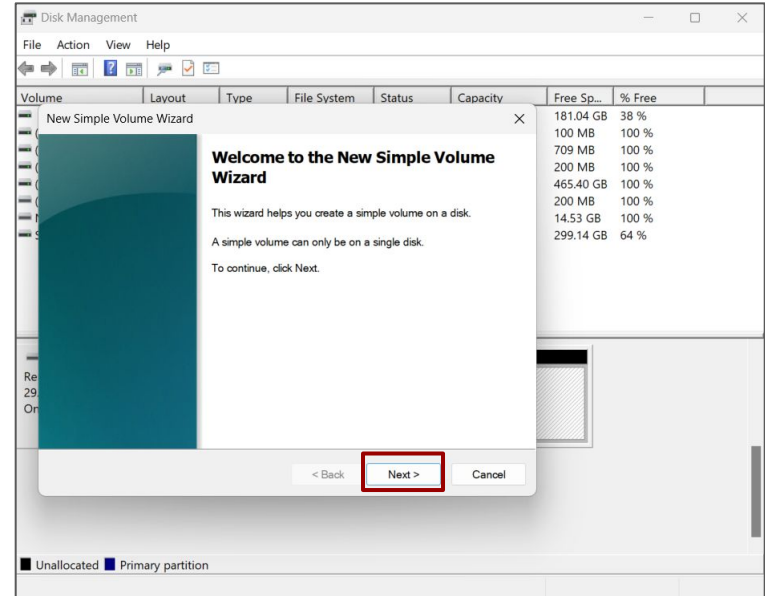 Disk Management
File Action View Help
Volume Layout Type File System Status Capacity Free Sp... % Free
181.04 GB 38 %
100 MB 100 %
709 MB 100 %
200 MB 100 %
465.40 GB 100 %
200 MB 100 %
14.53 GB 100 %
299.14 GB 64 %
New Simple Volume Wizard
Welcome to the New Simple Volume
Wizard
This wizard helps you create a simple volume on a disk.
A simple volume can only be on a single disk.
To continue, click Next.
Re
29.
On
< Back Next > Cancel
Unallocated Primary partition